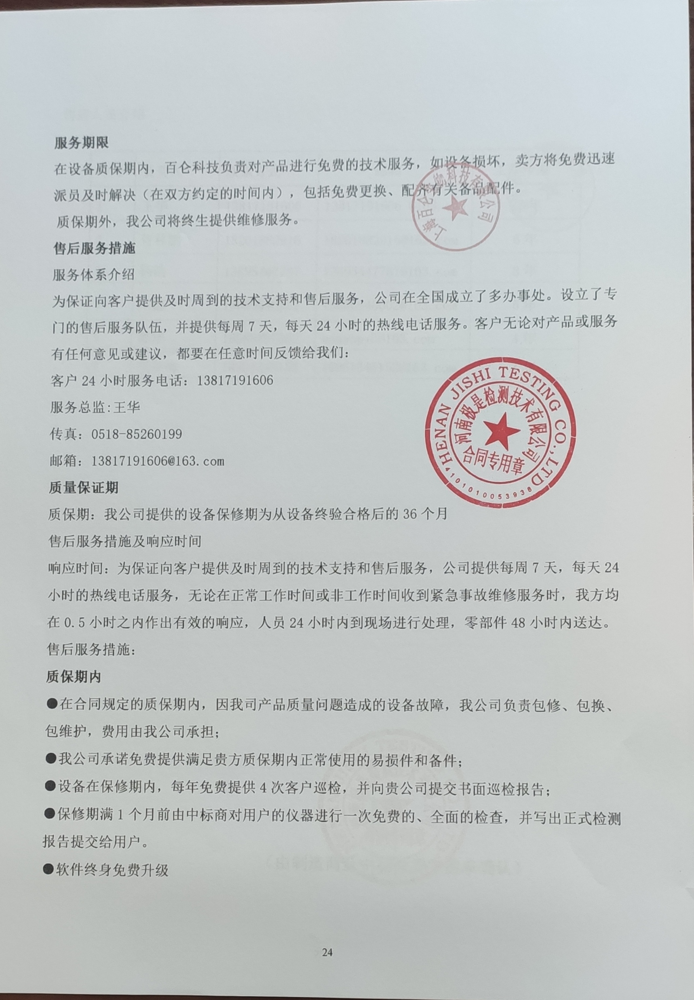 服务期限
在设备质保期内，百仑科技负责对产品进行免费的技术服务，如设备损坏，卖方将免费迅速
派员及时解决（在双方约定的时间内），包括免费更换、配齐有关备品配件。
质保期外，我公司将终生提供维修服务。
上海百仑生物科技有限公司
售后服务措施
服务体系介绍
为保证向客户提供及时周到的技术支持和售后服务，公司在全国成立了多办事处。设立了专
门的售后服务队伍，并提供每周 7 天，每天 24 小时的热线电话服务。客户无论对产品或服务
有任何意见或建议，都要在任意时间反馈给我们：
客户 24 小时服务电话：13817191606
服务总监:王华
传真：0518-85260199
邮箱：13817191606@163.com
HENAN JISHI TESTING CO.,LTD
河南极是检测技术有限公司
合同专用章
4101010053938
质量保证期
质保期：我公司提供的设备保修期为从设备终验合格后的 36 个月
售后服务措施及响应时间
响应时间：为保证向客户提供及时周到的技术支持和售后服务，公司提供每周 7 天，每天 24
小时的热线电话服务，无论在正常工作时间或非工作时间收到紧急事故维修服务时，我方均
在 0.5 小时之内作出有效的响应，人员 24 小时内到现场进行处理，零部件 48 小时内送达。
售后服务措施：
质保期内
●在合同规定的质保期内，因我司产品质量问题造成的设备故障，我公司负责包修、包换、
包维护，费用由我公司承担；
●我公司承诺免费提供满足贵方质保期内正常使用的易损件和备件；
●设备在保修期内，每年免费提供 4 次客户巡检，并向贵公司提交书面巡检报告；
●保修期满 1 个月前由中标商对用户的仪器进行一次免费的、全面的检查，并写出正式检测
报告提交给用户。
●软件终身免费升级
24